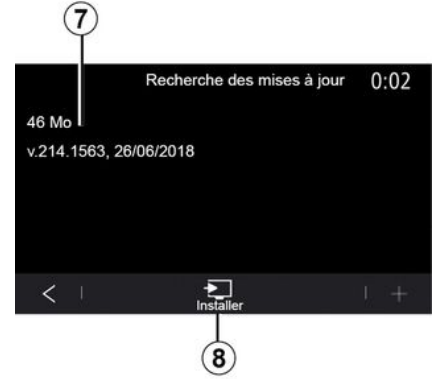 7
Recherche des mises à jour 0:02
46 Mo
v.214.1563, 26/06/2018
Installer
8